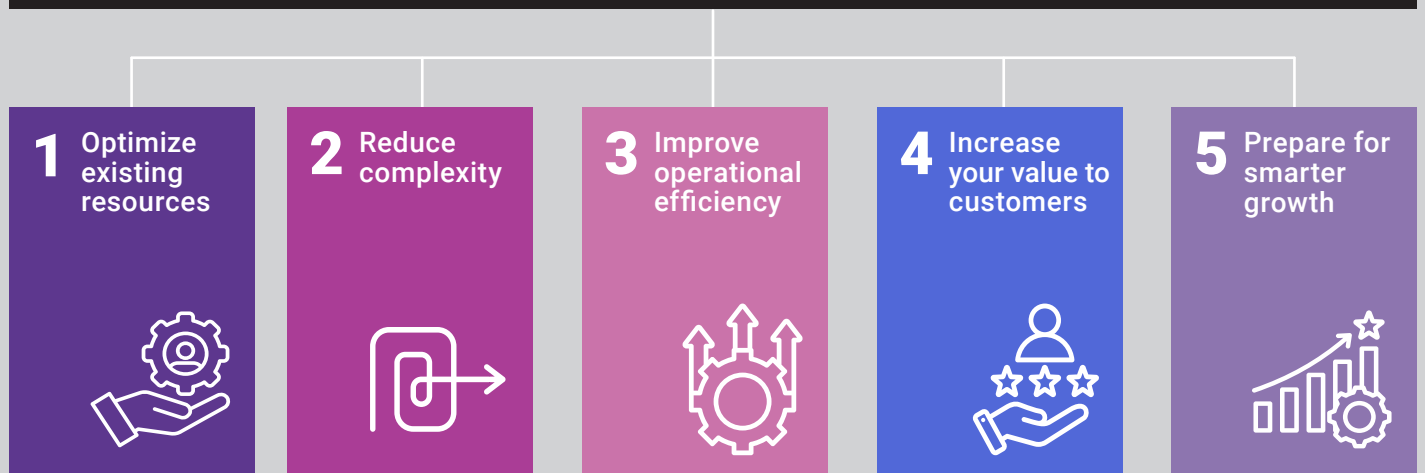 1 Optimize
existing
resources
2 Reduce
complexity
3 Improve
operational
efficiency
4 Increase
your value to
customers
5 Prepare for
smarter
growth